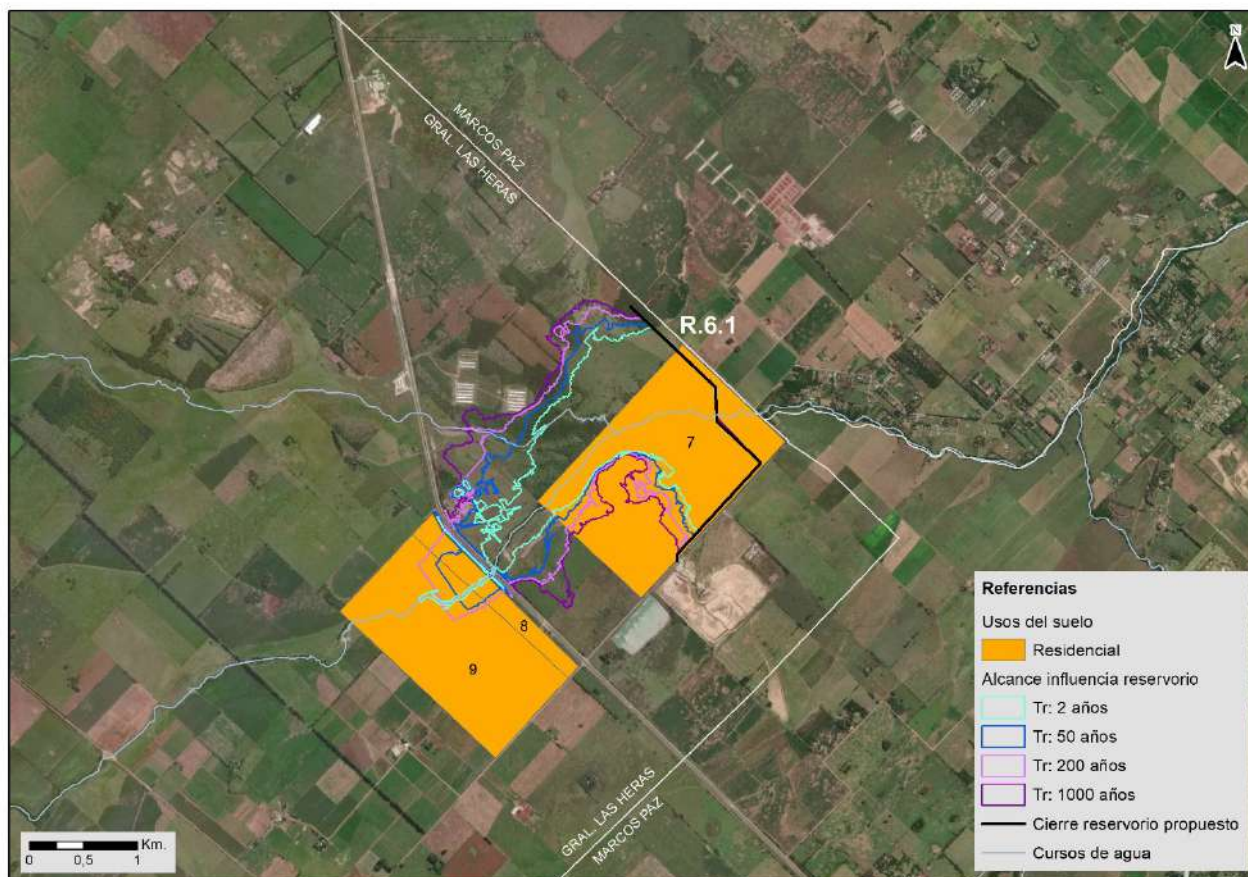 N
MARCOS PAZ
GRAL. LAS HERAS
R.6.1
7
8
9
GRAL. LAS HERAS
MARCOS PAZ
Referencias
Usos del suelo
Residencial
Alcance influencia reservorio
Tr: 2 años
Tr: 50 años
Tr: 200 años
Tr: 1000 años
Cierre reservorio propuesto
Cursos de agua
Km.
0 0,5 1